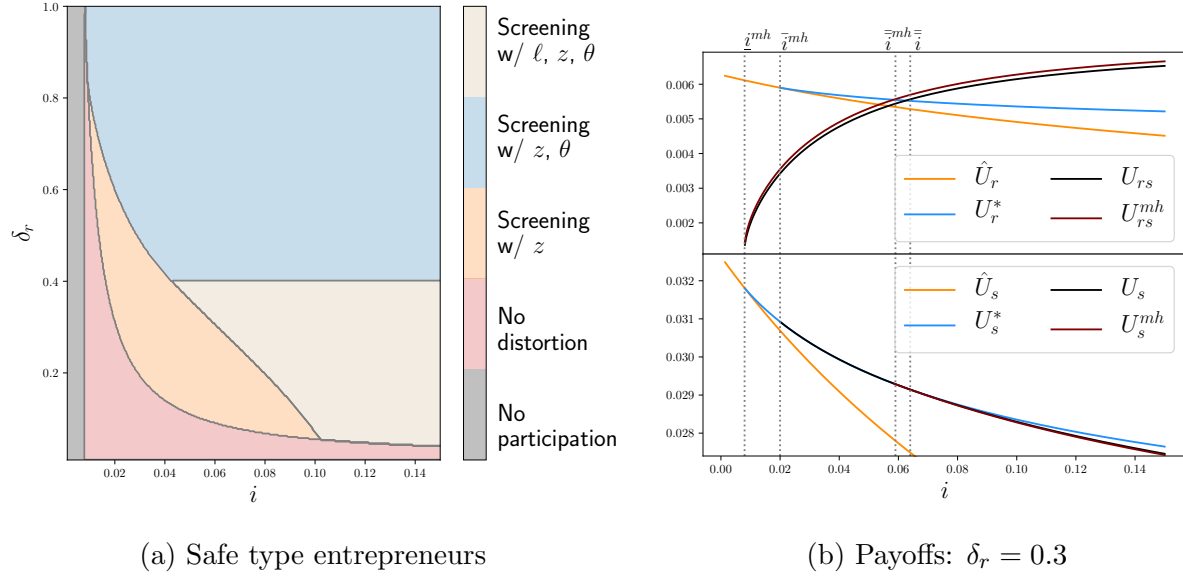 1.0
0.8
0.6
0.4
0.2
δ_r
0.02 0.04 0.06 0.08 0.10 0.12 0.14
i
Screening
w/ ℓ, z, θ
Screening
w/ z, θ
Screening
w/ z
No
distortion
No
participation
(a) Safe type entrepreneurs
i̲^{mh} ī^{mh} i̿^{mh} i̿
0.006
0.005
0.004
0.003
0.002
Û_r U_{rs}
U_r^* U_{rs}^{mh}
0.032
0.031
0.030
0.029
0.028
Û_s U_s
U_s^* U_s^{mh}
0.00 0.02 0.04 0.06 0.08 0.10 0.12 0.14
i
(b) Payoffs: δ_r = 0.3